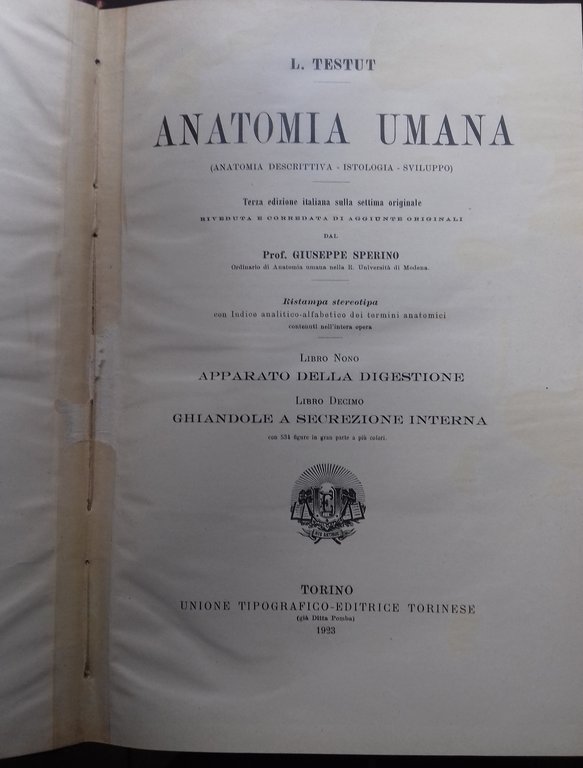 L. TESTUT
ANATOMIA UMANA
(ANATOMIA DESCRITTIVA - ISTOLOGIA - SVILUPPO)
Terza edizione italiana sulla settima originale
RIVEDUTA E CORREDATA DI AGGIUNTE ORIGINALI
DAL
Prof. GIUSEPPE SPERINO
Ordinario di Anatomia umana nella R. Università di Modena.
Ristampa stereotipa
con Indice analitico-alfabetico dei termini anatomici
contenuti nell'intera opera
LIBRO NONO
APPARATO DELLA DIGESTIONE
LIBRO DECIMO
GHIANDOLE A SECREZIONE INTERNA
con 534 figure in gran parte a più colori.
TORINO
UNIONE TIPOGRAFICO-EDITRICE TORINESE
(già Ditta Pomba)
1923